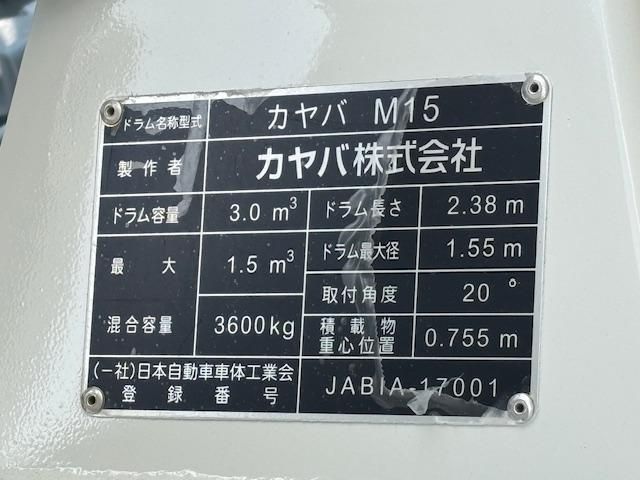 ドラム名称型式 カヤバ M15
製作者 カヤバ株式会社
ドラム容量 3.0 m³ ドラム長さ 2.38 m
最大 1.5 m³ ドラム最大径 1.55 m
取付角度 20°
混合容量 3600kg 積載物重心位置 0.755 m
(一社)日本自動車車体工業会
登録番号 JABIA-17001